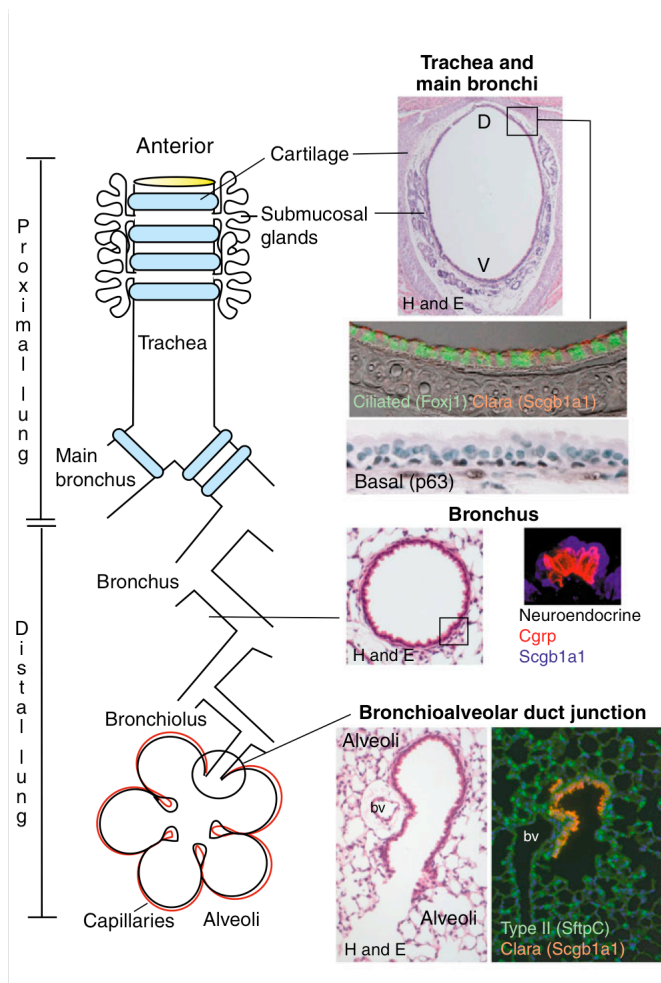 Trachea and
main bronchi
D
V
H and E
Anterior
Cartilage
Submucosal
glands
Proximal lung
Trachea
Main
bronchus
Ciliated (Foxj1) Clara (Scgb1a1)
Basal (p63)
Bronchus
H and E
Neuroendocrine
Cgrp
Scgb1a1
Distal lung
Bronchus
Bronchiolus
Capillaries
Alveoli
Bronchioalveolar duct junction
Alveoli
bv
Alveoli
H and E
bv
Type II (SftpC)
Clara (Scgb1a1)